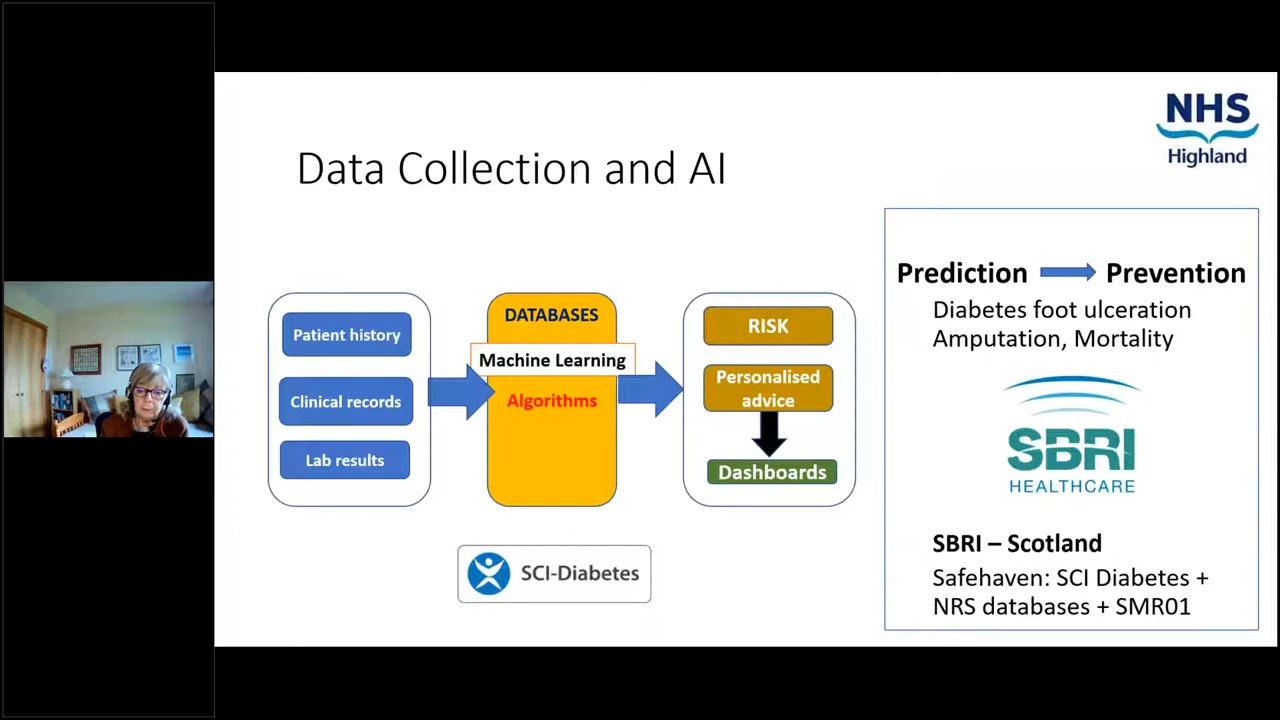 NHS
Highland
Data Collection and AI
Patient history
Clinical records
Lab results
DATABASES
Machine Learning
Algorithms
RISK
Personalised
advice
Dashboards
SCI-Diabetes
Prediction
Prevention
Diabetes foot ulceration
Amputation, Mortality
SBRI
HEALTHCARE
SBRI – Scotland
Safehaven: SCI Diabetes +
NRS databases + SMR01